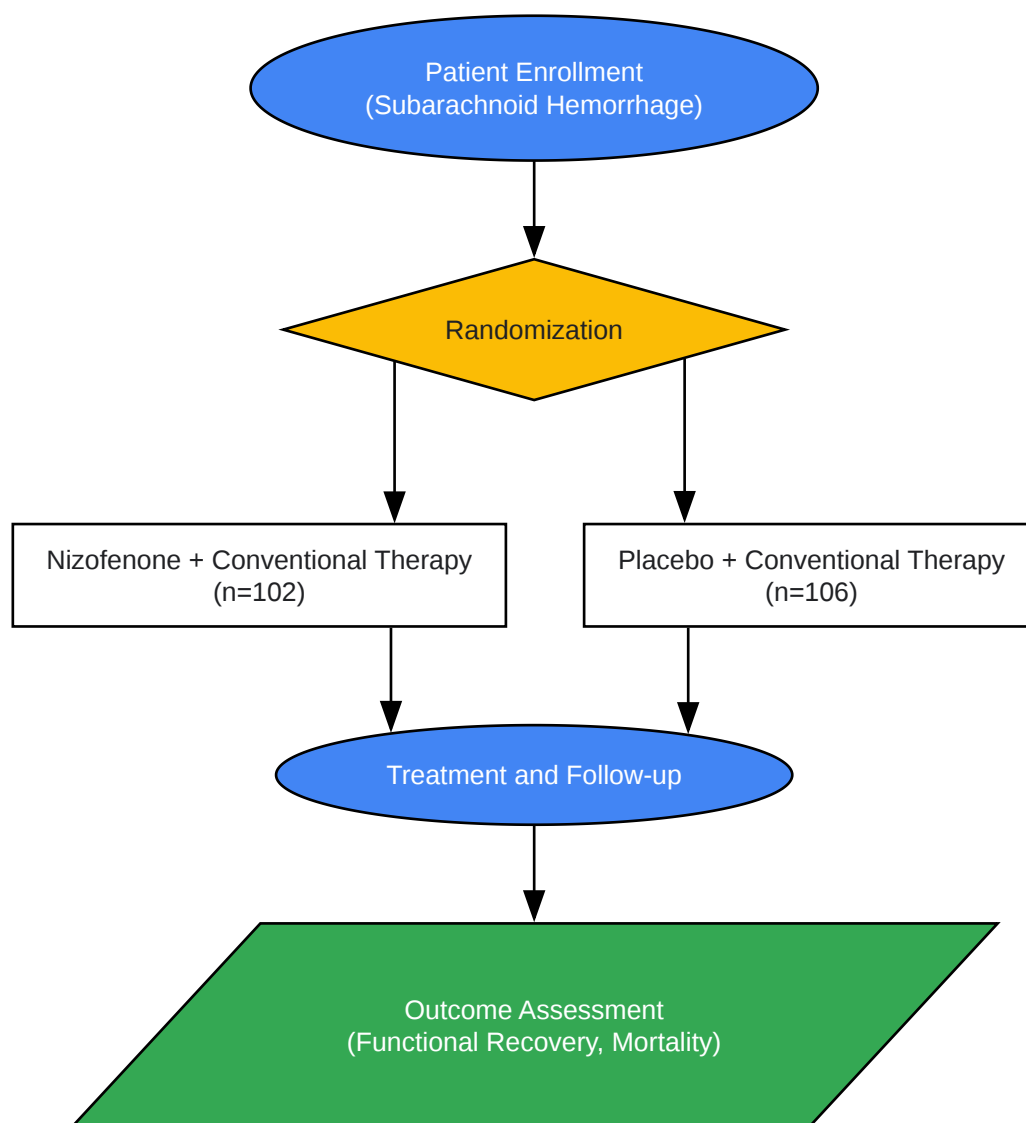 Patient Enrollment
(Subarachnoid Hemorrhage)
Randomization
Nizofenone + Conventional Therapy
(n=102)
Placebo + Conventional Therapy
(n=106)
Treatment and Follow-up
Outcome Assessment
(Functional Recovery, Mortality)